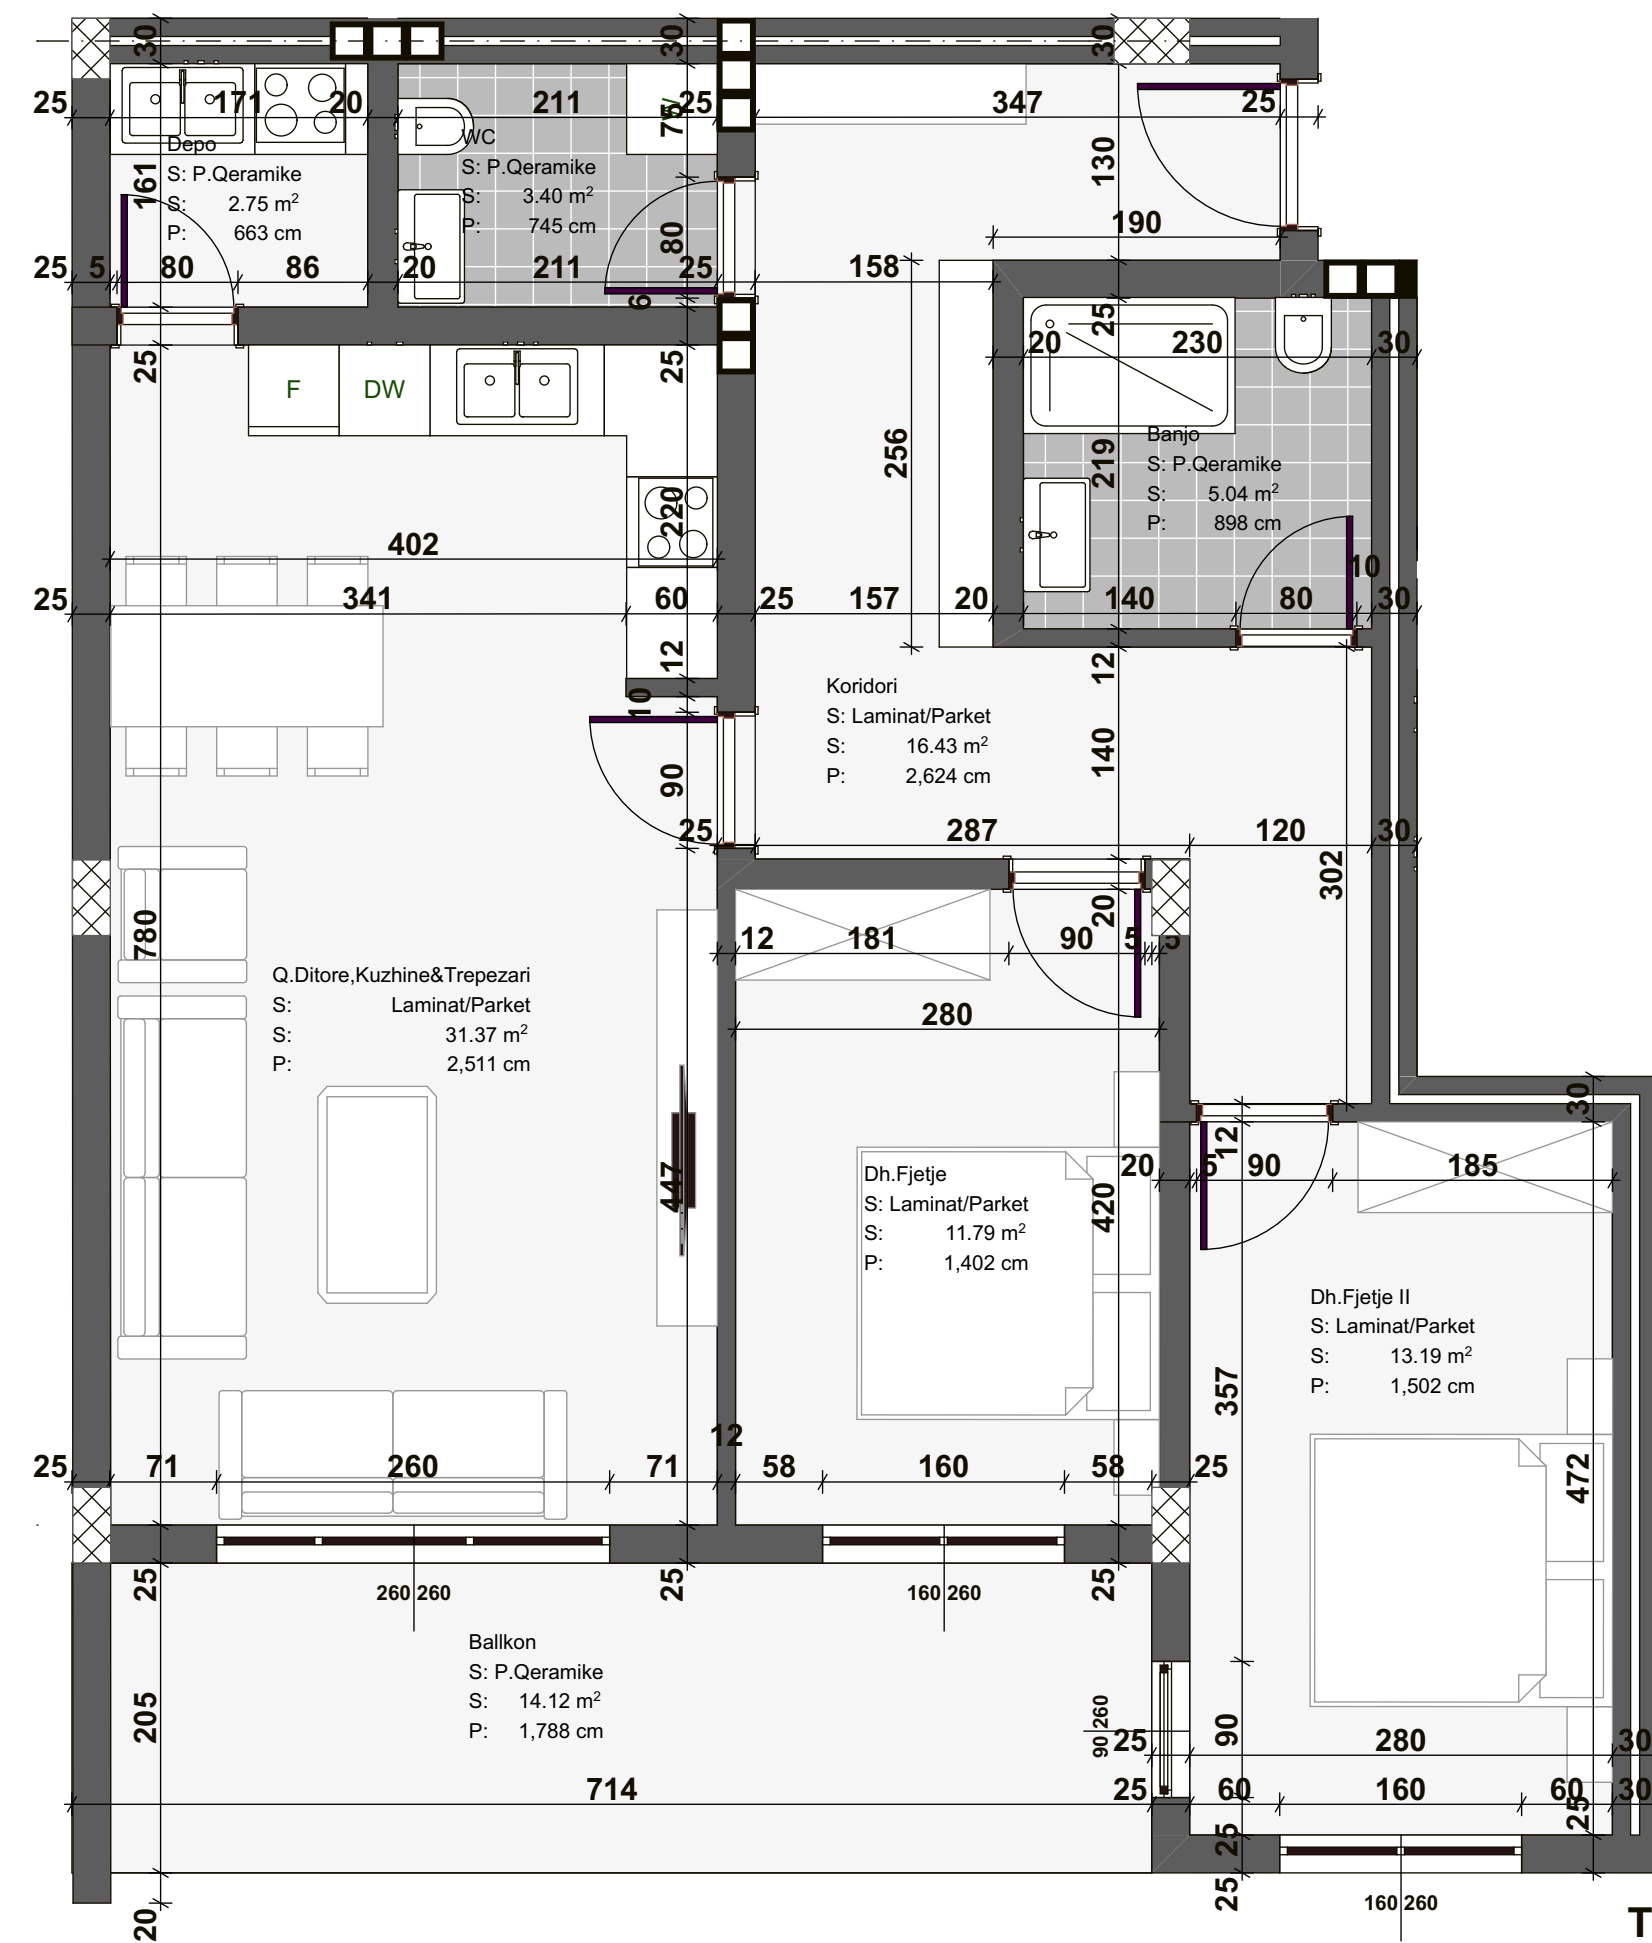 30
30
30
25
171
20
211
25
75
W
347
25
Depo
S: P.Qeramike
S: 2.75 m²
P: 663 cm
161
WC
S: P.Qeramike
S: 3.40 m²
P: 745 cm
130
190
80
25
5
80
86
20
211
25
158
6
25
25
25
20
230
30
F
DW
256
219
Banjo
S: P.Qeramike
S: 5.04 m²
P: 898 cm
220
402
10
25
341
60
25
157
20
140
80
30
12
12
10
Koridori
S: Laminat/Parket
S: 16.43 m²
P: 2,624 cm
140
90
25
287
120
30
302
20
780
12
181
90
5
5
Q.Ditore,Kuzhine&Trepezari
S: Laminat/Parket
S: 31.37 m²
P: 2,511 cm
280
30
12
447
Dh.Fjetje
S: Laminat/Parket
S: 11.79 m²
P: 1,402 cm
420
20
5
90
185
Dh.Fjetje II
S: Laminat/Parket
S: 13.19 m²
P: 1,502 cm
357
12
25
71
260
71
58
160
58
25
472
25
25
25
260 260
160 260
Ballkon
S: P.Qeramike
S: 14.12 m²
P: 1,788 cm
205
90 260
90
25
280
30
714
25
60
160
60
30
25
25
25
20
160 260
T